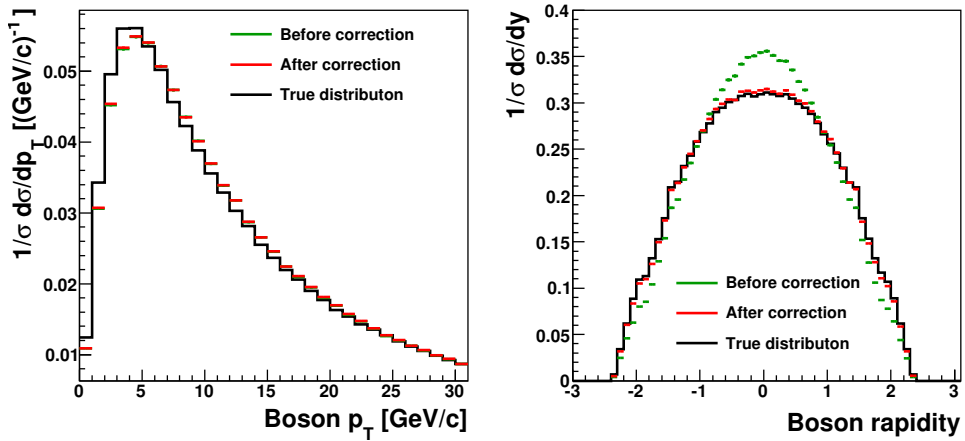 1/σ dσ/dp_T [(GeV/c)^-1]
0.05
0.04
0.03
0.02
0.01
Before correction
After correction
True distributon
0 5 10 15 20 25 30
Boson p_T [GeV/c]
1/σ dσ/dy
0.4
0.35
0.3
0.25
0.2
0.15
0.1
0.05
0
Before correction
After correction
True distributon
-3 -2 -1 0 1 2 3
Boson rapidity